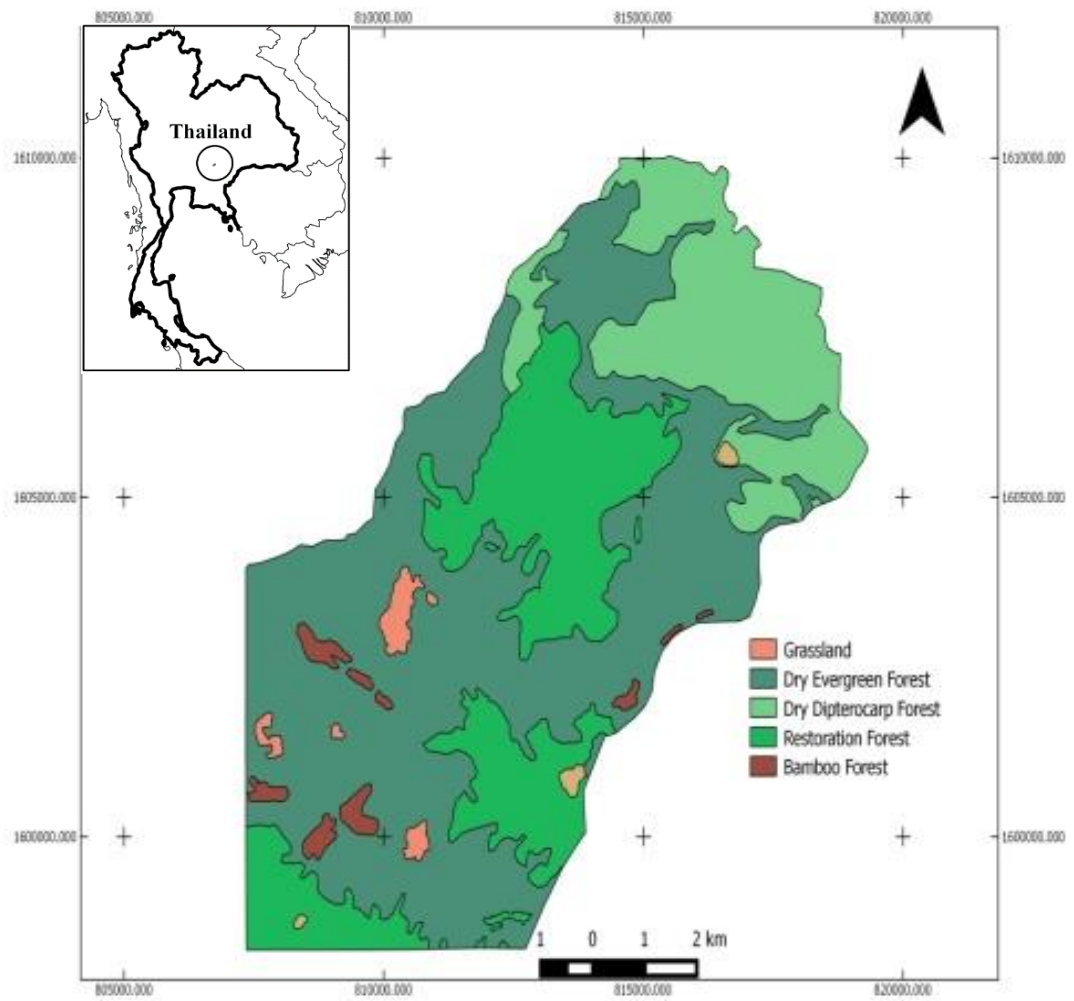 805000.000 810000.000 815000.000 820000.000
Thailand
1610000.000 1610000.000
1605000.000 1605000.000
Grassland
Dry Evergreen Forest
Dry Dipterocarp Forest
Restoration Forest
Bamboo Forest
1600000.000 1600000.000
1 0 1 2 km
805000.000 810000.000 815000.000 820000.000